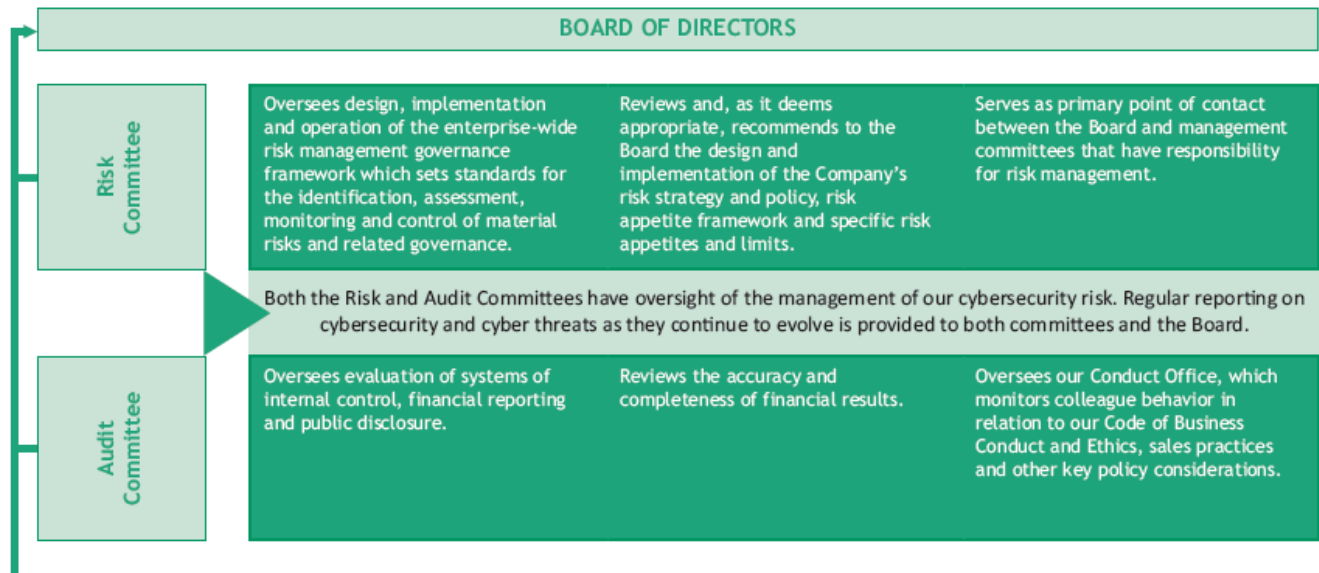 BOARD OF DIRECTORS
Risk
Committee
Oversees design, implementation
and operation of the enterprise-wide
risk management governance
framework which sets standards for
the identification, assessment,
monitoring and control of material
risks and related governance.
Reviews and, as it deems
appropriate, recommends to the
Board the design and
implementation of the Company's
risk strategy and policy, risk
appetite framework and specific risk
appetites and limits.
Serves as primary point of contact
between the Board and management
committees that have responsibility
for risk management.
Both the Risk and Audit Committees have oversight of the management of our cybersecurity risk. Regular reporting on
cybersecurity and cyber threats as they continue to evolve is provided to both committees and the Board.
Audit
Committee
Oversees evaluation of systems of
internal control, financial reporting
and public disclosure.
Reviews the accuracy and
completeness of financial results.
Oversees our Conduct Office, which
monitors colleague behavior in
relation to our Code of Business
Conduct and Ethics, sales practices
and other key policy considerations.